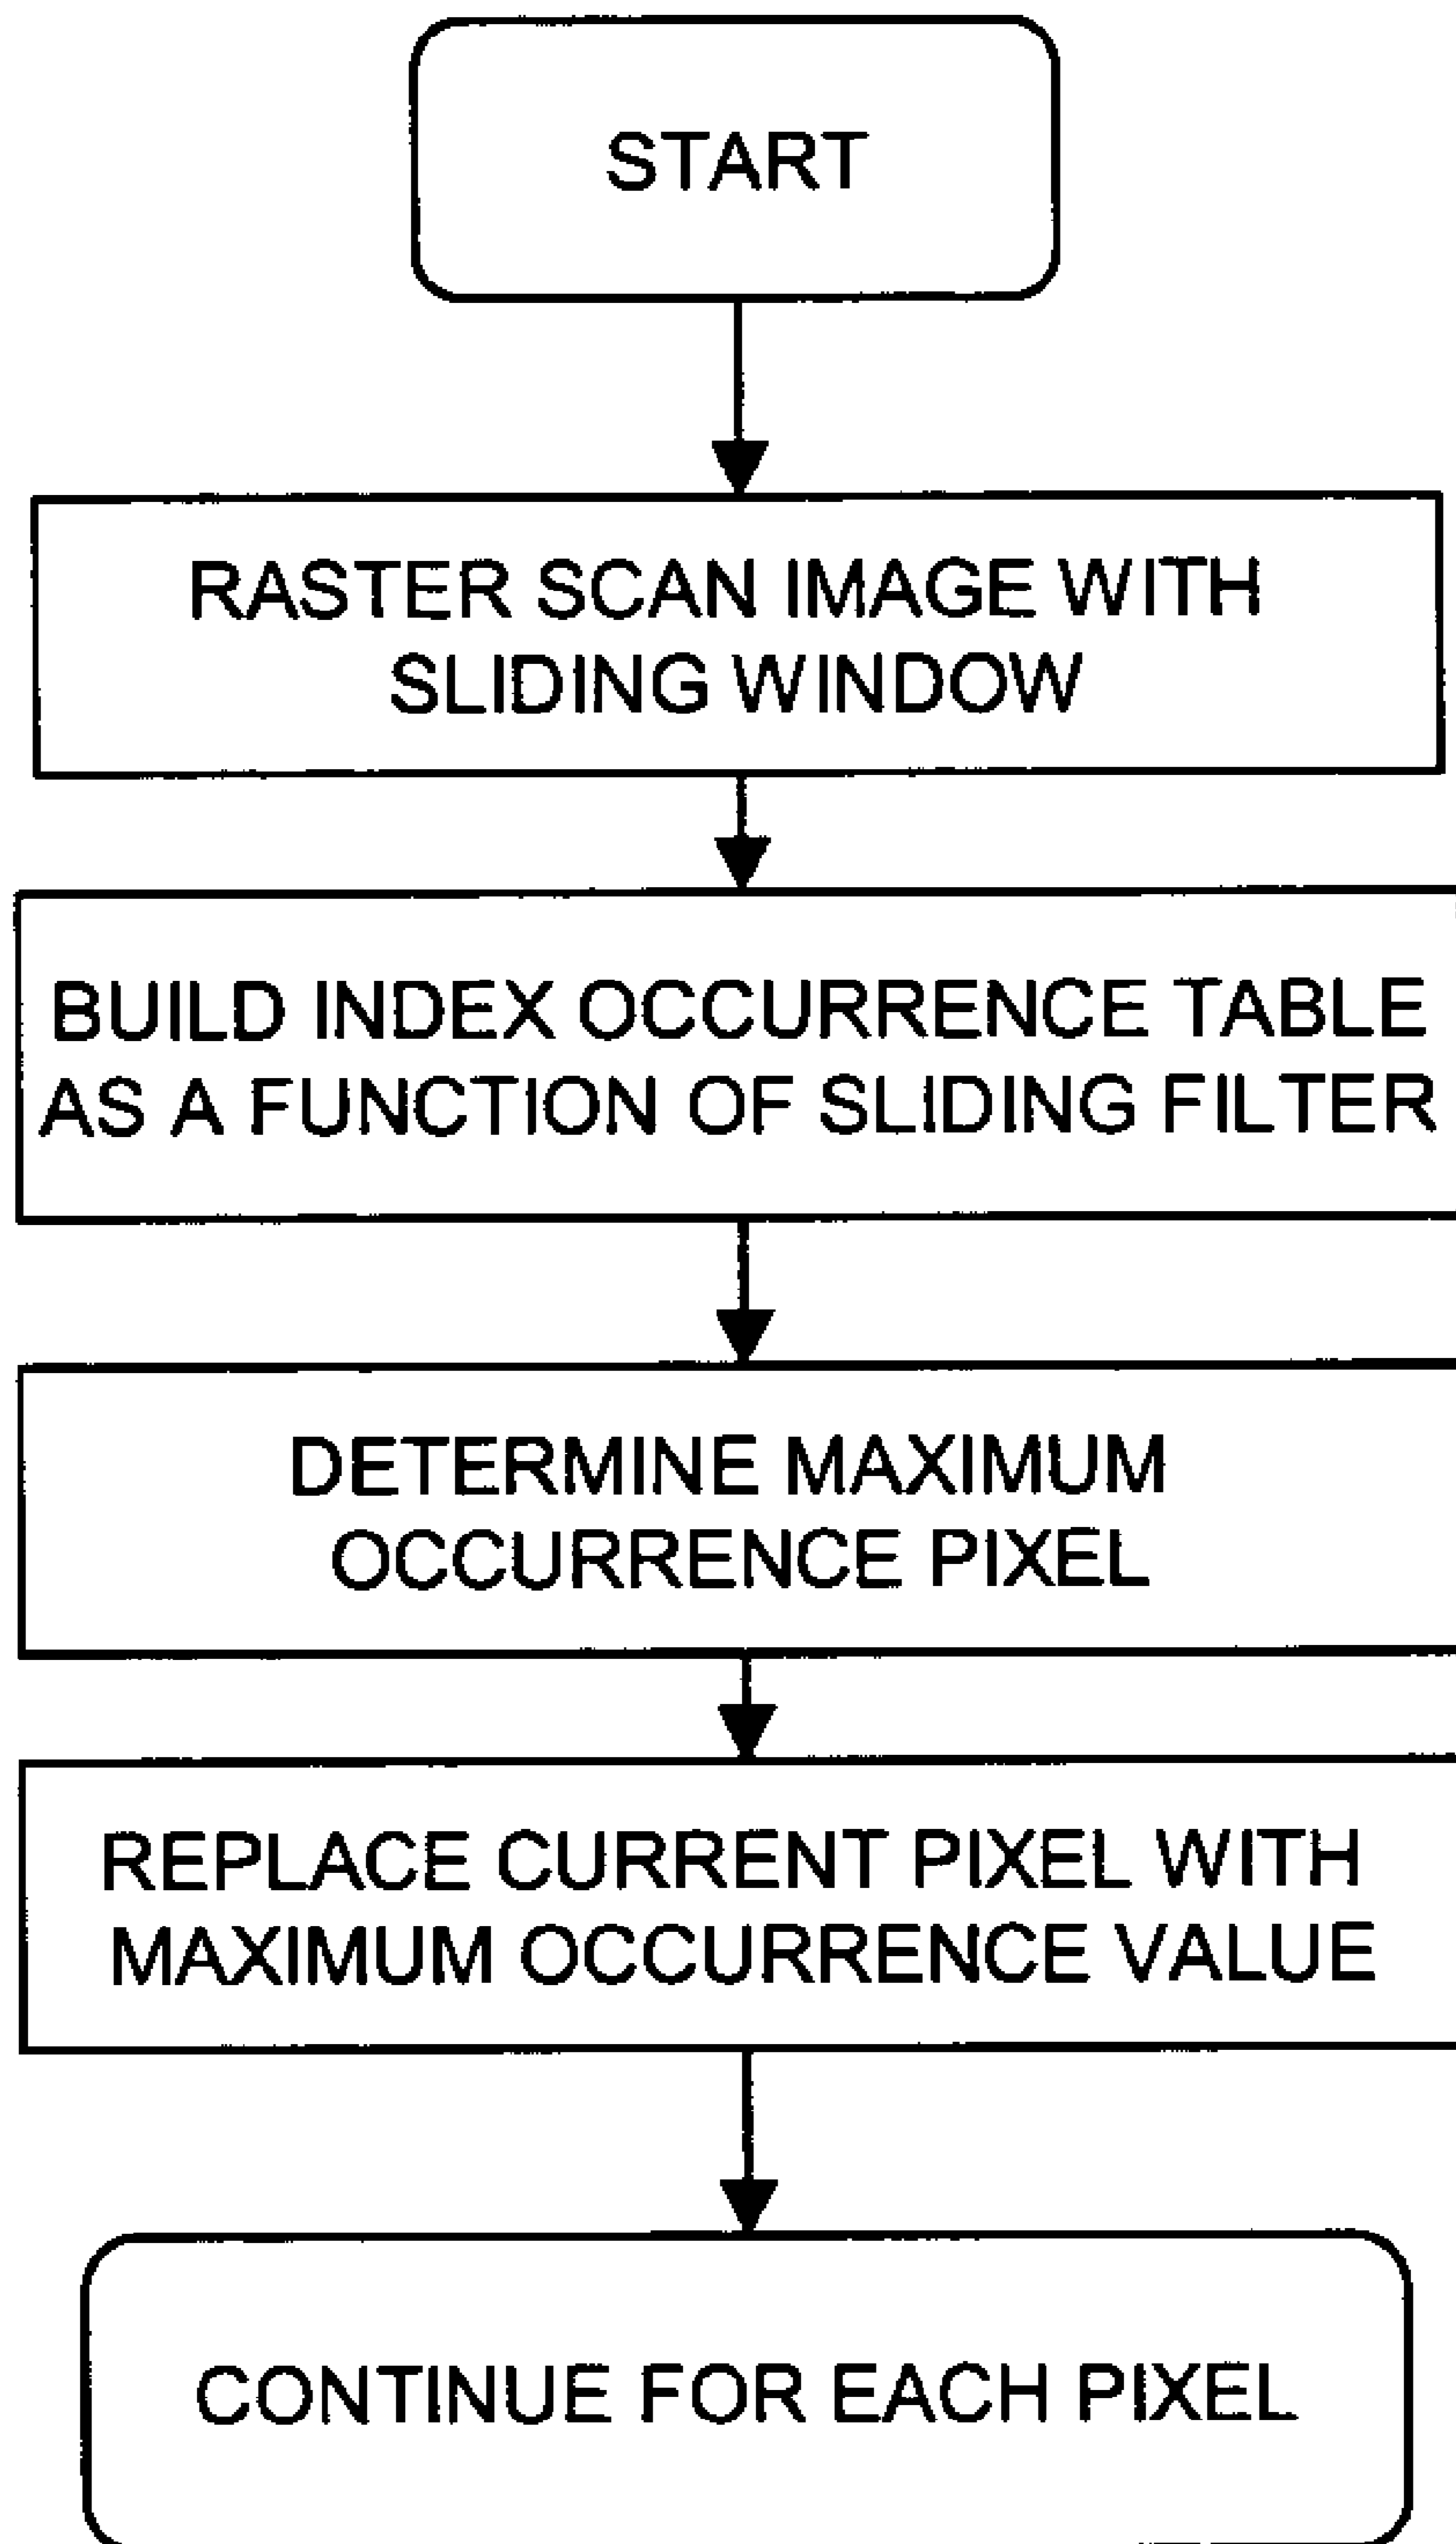 START
RASTER SCAN IMAGE WITH
SLIDING WINDOW
BUILD INDEX OCCURRENCE TABLE
AS A FUNCTION OF SLIDING FILTER
DETERMINE MAXIMUM
OCCURRENCE PIXEL
REPLACE CURRENT PIXEL WITH
MAXIMUM OCCURRENCE VALUE
CONTINUE FOR EACH PIXEL